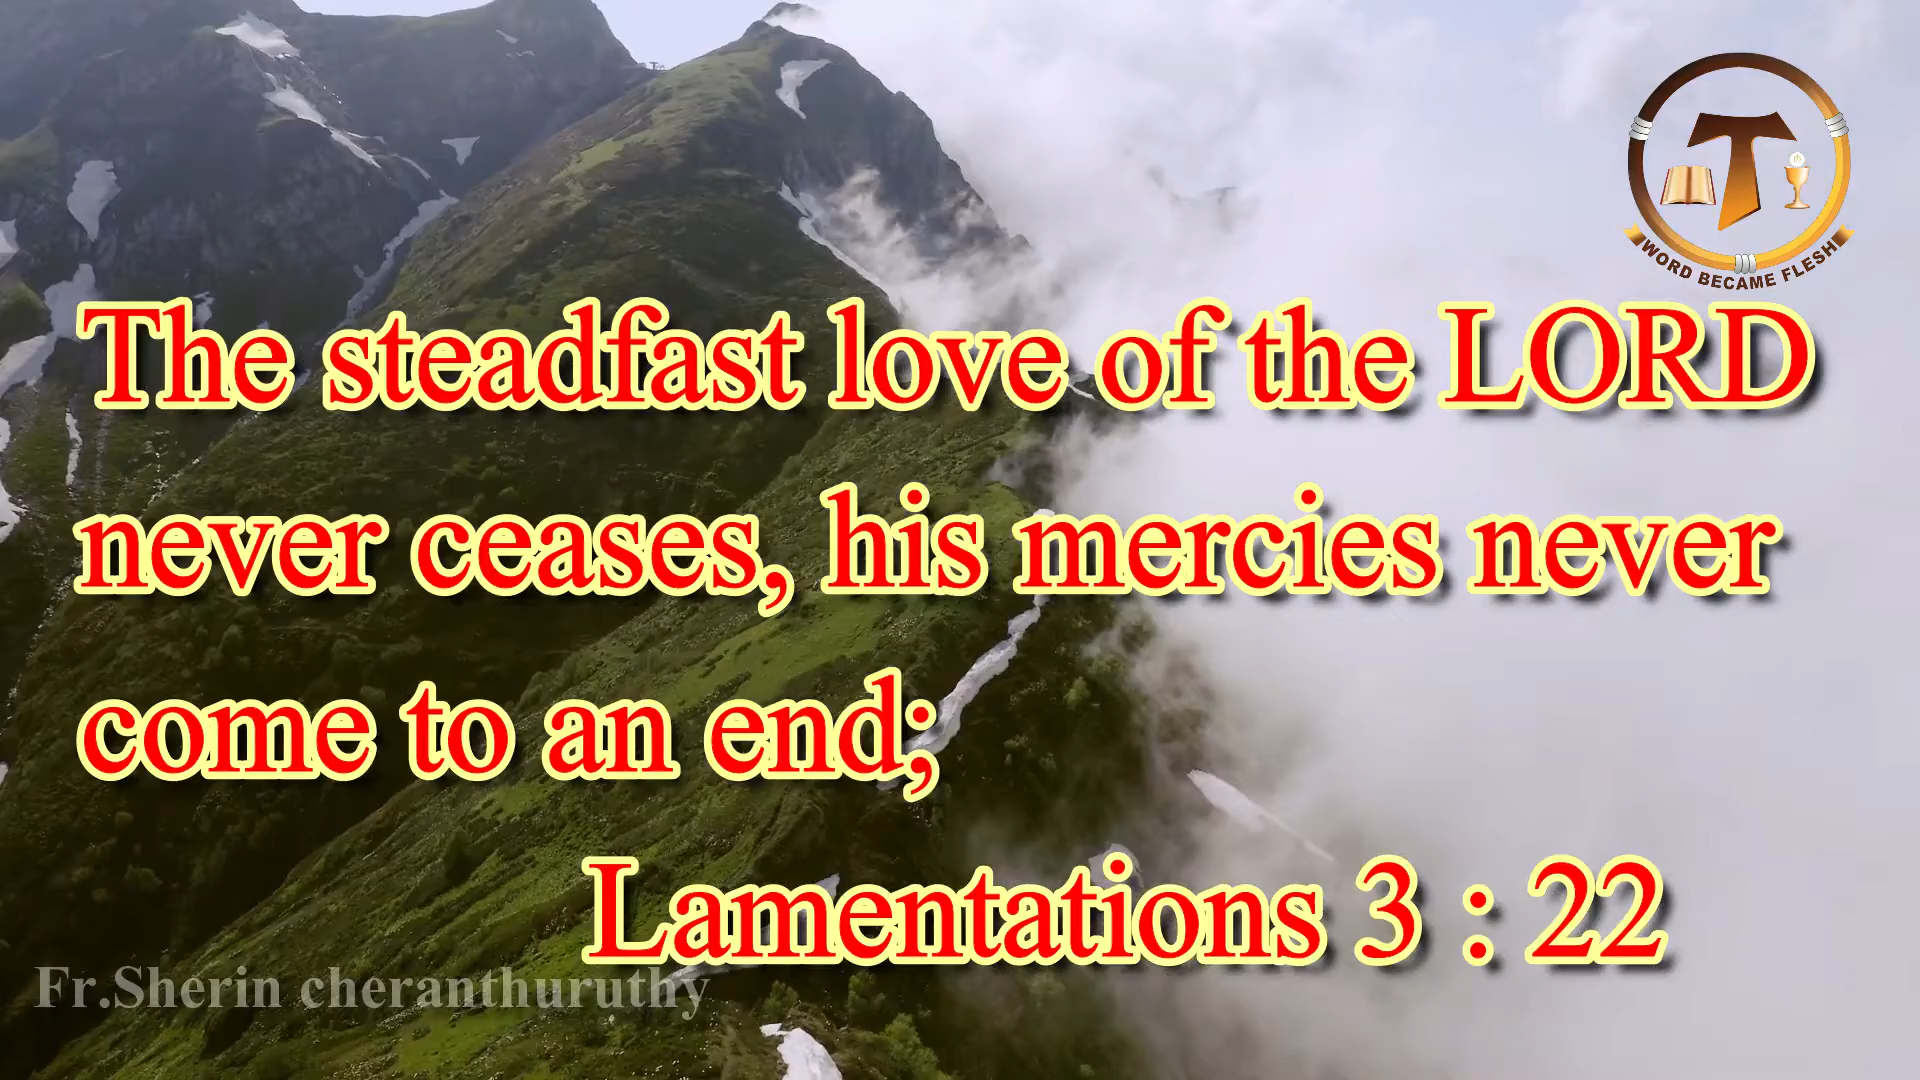 WORD BECAME FLESH
The steadfast love of the LORD
never ceases, his mercies never
come to an end;
Lamentations 3 : 22
Fr.Sherin cheranthuruthy